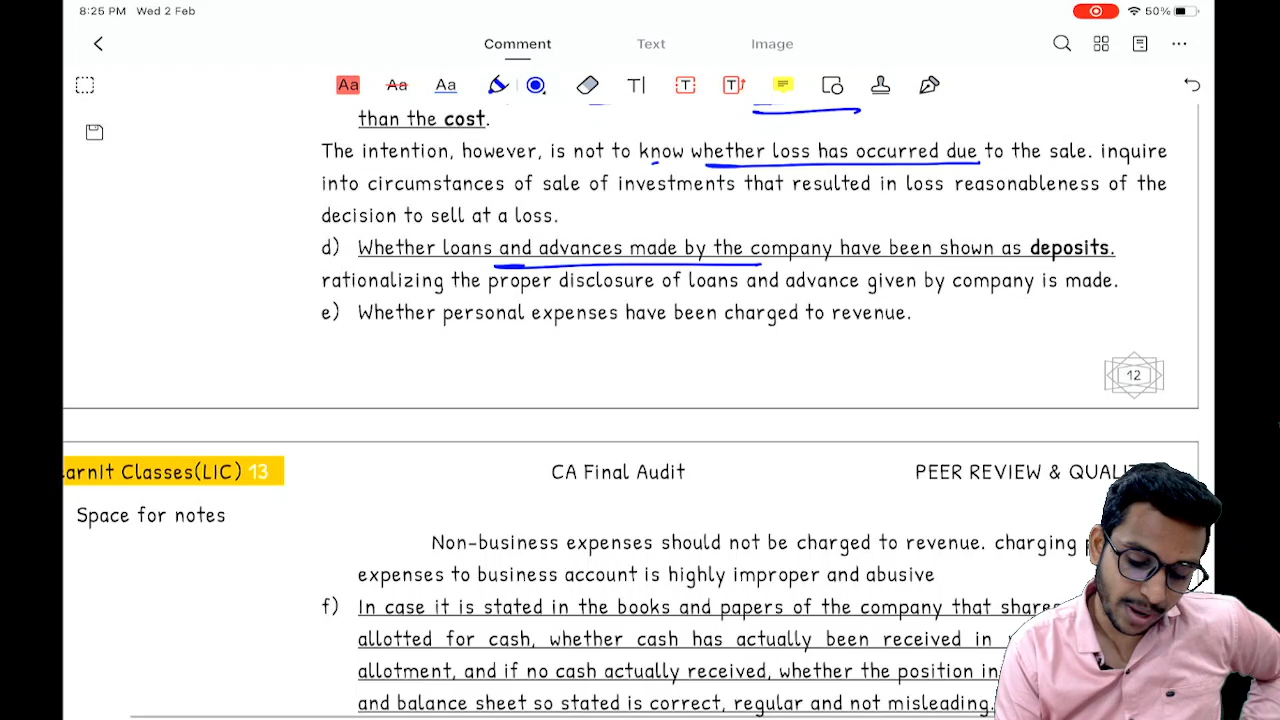 8:25 PM Wed 2 Feb
50%
Comment
Text
Image
Aa
Aa
Aa
T
T
T
than the cost.
The intention, however, is not to know whether loss has occurred due to the sale. inquire
into circumstances of sale of investments that resulted in loss reasonableness of the
decision to sell at a loss.
d) Whether loans and advances made by the company have been shown as deposits.
rationalizing the proper disclosure of loans and advance given by company is made.
e) Whether personal expenses have been charged to revenue.
12
earnIt Classes(LIC) 13
CA Final Audit
PEER REVIEW &
Space for notes
Non-business expenses should not be charged to revenue. charging
expenses to business account is highly improper and abusive
f) In case it is stated in the books and papers of the company that
allotted for cash, whether cash has actually been received in
allotment, and if no cash actually received, whether the position in
and balance sheet so stated is correct, regular and not misleading.